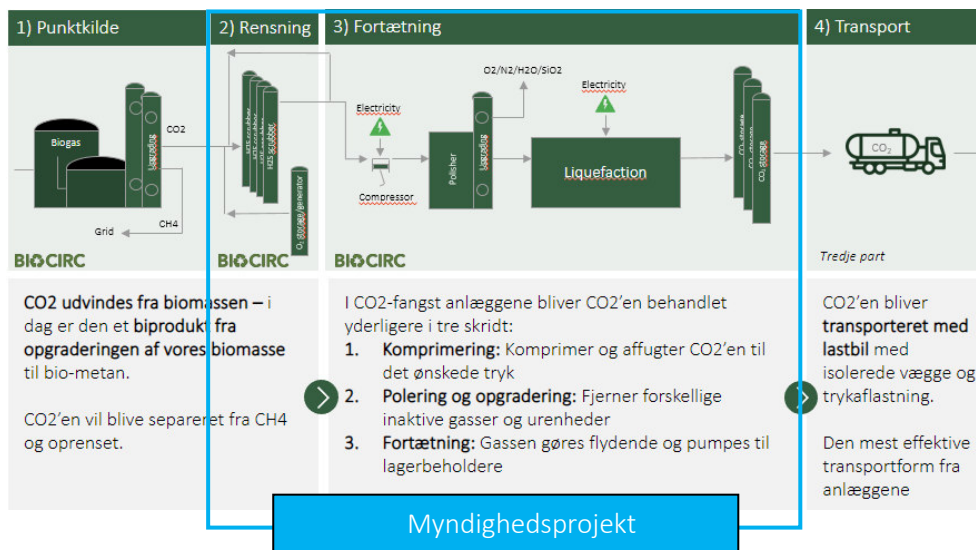 1) Punktkilde
2) Rensning
3) Fortætning
4) Transport
Biogas
Upgrading
CO2
CH4
Grid
H2S scrubber
O2 storage/generator
Electricity
Compressor
Polisher
Upgrading
O2/N2/H2O/SiO2
Electricity
Liquefaction
CO2 storage
CO2 storage
CO2
BIOCIRC
BIOCIRC
BIOCIRC
Tredje part
CO2 udvindes fra biomassen – i
dag er den et biprodukt fra
opgraderingen af vores biomasse
til bio-metan.
CO2'en vil blive separeret fra CH4
og oprenset.
I CO2-fangst anlæggene bliver CO2'en behandlet
yderligere i tre skridt:
1. Komprimering: Komprimer og affugter CO2'en til
det ønskede tryk
2. Polering og opgradering: Fjerner forskellige
inaktive gasser og urenheder
3. Fortætning: Gassen gøres flydende og pumpes til
lagerbeholdere
CO2'en bliver
transporteret med
lastbil med
isolerede vægge og
trykaflastning.
Den mest effektive
transportform fra
anlæggene
Myndighedsprojekt